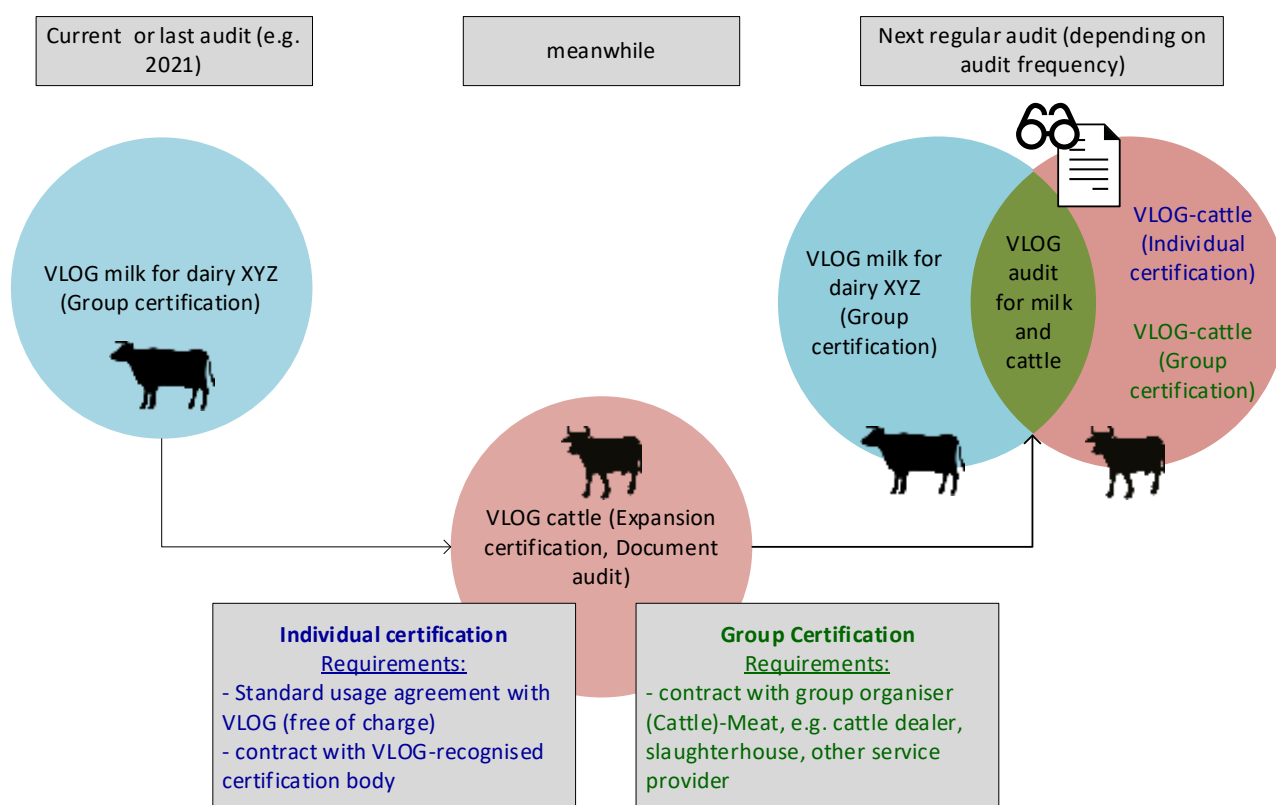 Current or last audit (e.g.
2021)
meanwhile
Next regular audit (depending on
audit frequency)
VLOG milk for dairy XYZ
(Group certification)
VLOG milk for
dairy XYZ
(Group
certification)
VLOG
audit
for milk
and
cattle
VLOG-cattle
(Individual
certification)
VLOG-cattle
(Group
certification)
VLOG cattle (Expansion
certification, Document
audit)
Individual certification
Requirements:
- Standard usage agreement with
VLOG (free of charge)
- contract with VLOG-recognised
certification body
Group Certification
Requirements:
- contract with group organiser
(Cattle)-Meat, e.g. cattle dealer,
slaughterhouse, other service
provider